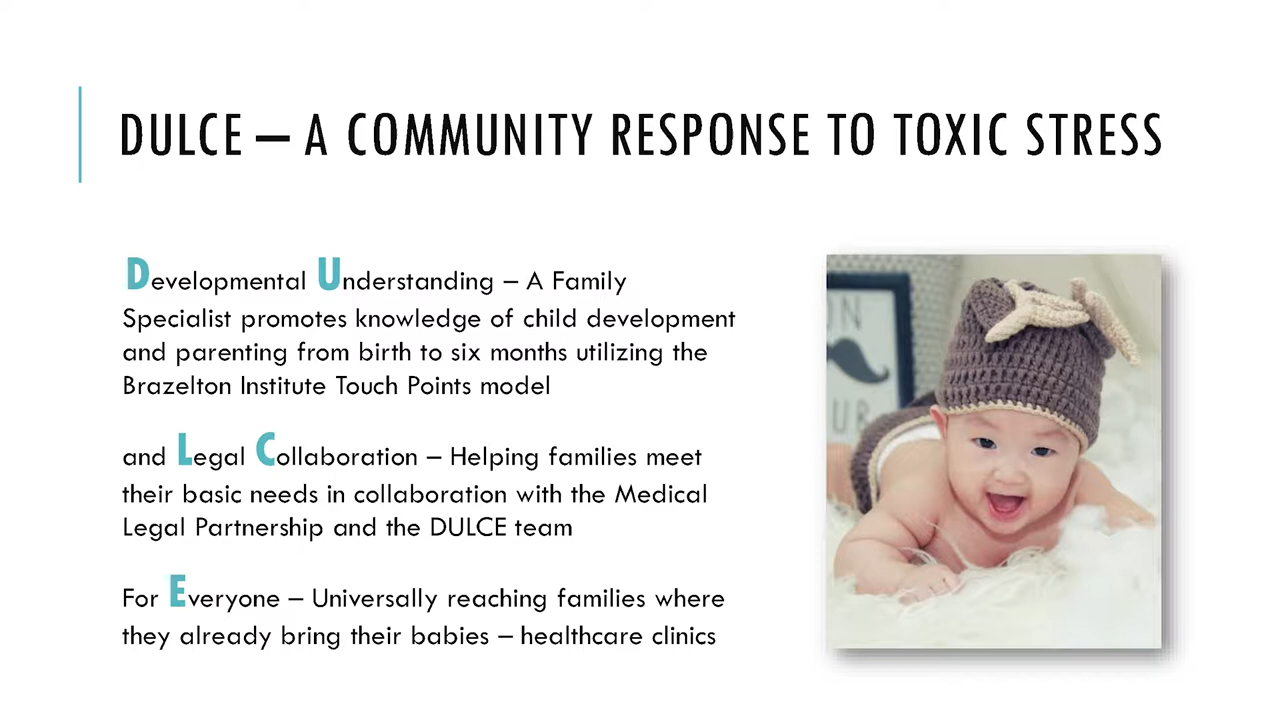 DULCE – A COMMUNITY RESPONSE TO TOXIC STRESS
Developmental Understanding – A Family
Specialist promotes knowledge of child development
and parenting from birth to six months utilizing the
Brazelton Institute Touch Points model
and Legal Collaboration – Helping families meet
their basic needs in collaboration with the Medical
Legal Partnership and the DULCE team
For Everyone – Universally reaching families where
they already bring their babies – healthcare clinics
ON
UR